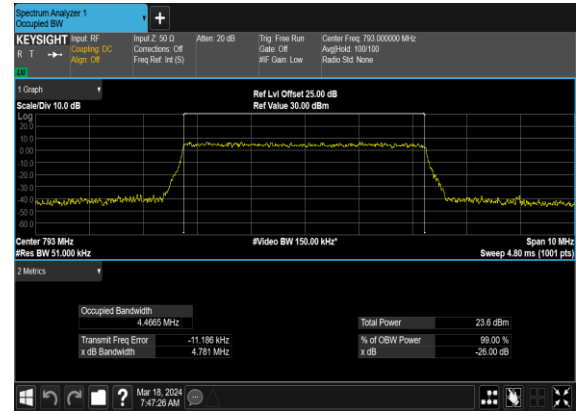 Spectrum Analyzer 1
Occupied BW
KEYSIGHT Input: RF
R T Coupling: DC
Align: Off
Input Z: 50 Ω
Corrections: Off
Freq Ref: Int (S)
Atten: 20 dB
Trig: Free Run
Gate: Off
#IF Gain: Low
Center Freq: 793.000000 MHz
Avg|Hold: 100/100
Radio Std: None
1 Graph
Scale/Div 10.0 dB
Ref Lvl Offset 25.00 dB
Ref Value 30.00 dBm
Log
20.0
10.0
0.00
-10.0
-20.0
-30.0
-40.0
-50.0
-60.0
Center 793 MHz
#Res BW 51.000 kHz
#Video BW 150.00 kHz*
Span 10 MHz
Sweep 4.80 ms (1001 pts)
2 Metrics
Occupied Bandwidth
4.4665 MHz
Total Power 23.6 dBm
Transmit Freq Error -11.186 kHz
% of OBW Power 99.00 %
x dB Bandwidth 4.781 MHz
x dB -26.00 dB
?
Mar 18, 2024
7:47:26 AM